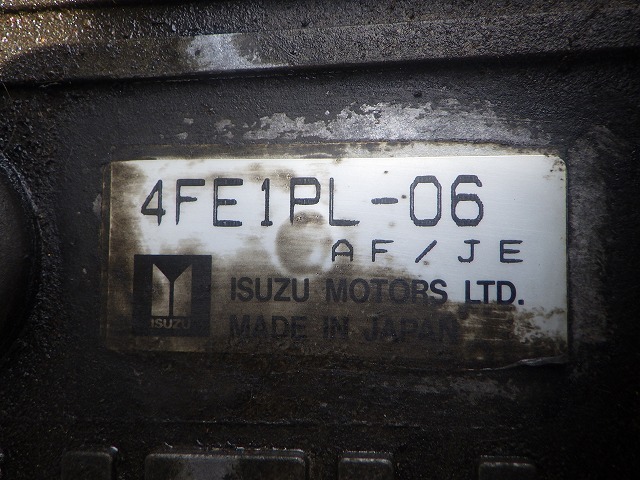 4FE1PL-06
AF/JE
ISUZU
ISUZU MOTORS LTD.
MADE IN JAPAN